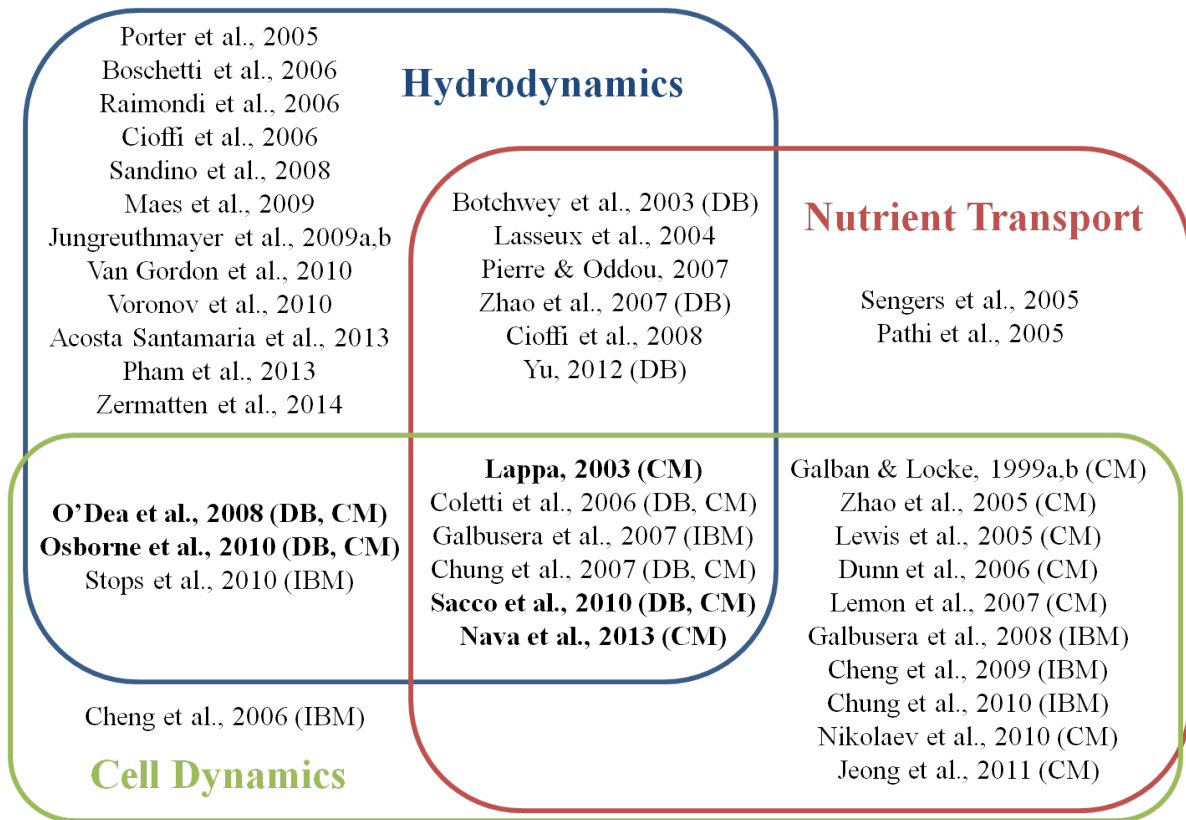 Hydrodynamics
Porter et al., 2005
Boschetti et al., 2006
Raimondi et al., 2006
Cioffi et al., 2006
Sandino et al., 2008
Maes et al., 2009
Jungreuthmayer et al., 2009a,b
Van Gordon et al., 2010
Voronov et al., 2010
Acosta Santamaria et al., 2013
Pham et al., 2013
Zermatten et al., 2014
Botchwey et al., 2003 (DB)
Lasseux et al., 2004
Pierre & Oddou, 2007
Zhao et al., 2007 (DB)
Cioffi et al., 2008
Yu, 2012 (DB)
Nutrient Transport
Sengers et al., 2005
Pathi et al., 2005
O’Dea et al., 2008 (DB, CM)
Osborne et al., 2010 (DB, CM)
Stops et al., 2010 (IBM)
Lappa, 2003 (CM)
Coletti et al., 2006 (DB, CM)
Galbusera et al., 2007 (IBM)
Chung et al., 2007 (DB, CM)
Sacco et al., 2010 (DB, CM)
Nava et al., 2013 (CM)
Galban & Locke, 1999a,b (CM)
Zhao et al., 2005 (CM)
Lewis et al., 2005 (CM)
Dunn et al., 2006 (CM)
Lemon et al., 2007 (CM)
Galbusera et al., 2008 (IBM)
Cheng et al., 2009 (IBM)
Chung et al., 2010 (IBM)
Nikolaev et al., 2010 (CM)
Jeong et al., 2011 (CM)
Cheng et al., 2006 (IBM)
Cell Dynamics